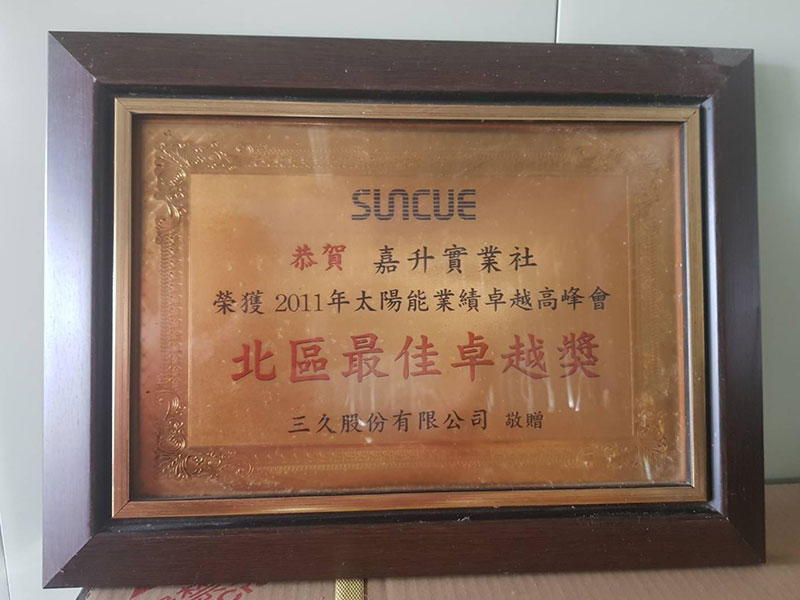 SUNCUE
恭賀 嘉升實業社
榮獲 2011年太陽能業績卓越高峰會
北區最佳卓越獎
三久股份有限公司 敬贈